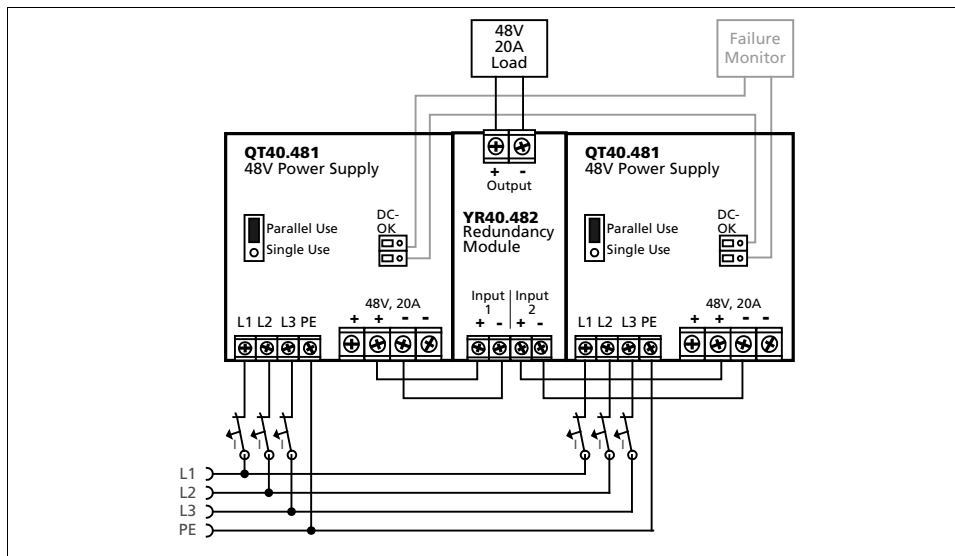 48V
20A
Load
Failure
Monitor
+ -
Output
QT40.481
48V Power Supply
Parallel Use
Single Use
DC-
OK
48V, 20A
+ + - -
L1 L2 L3 PE
YR40.482
Redundancy
Module
Input
1
Input
2
+ - + -
QT40.481
48V Power Supply
Parallel Use
Single Use
DC-
OK
48V, 20A
+ + - -
L1 L2 L3 PE
I I I
I I I
L1
L2
L3
PE